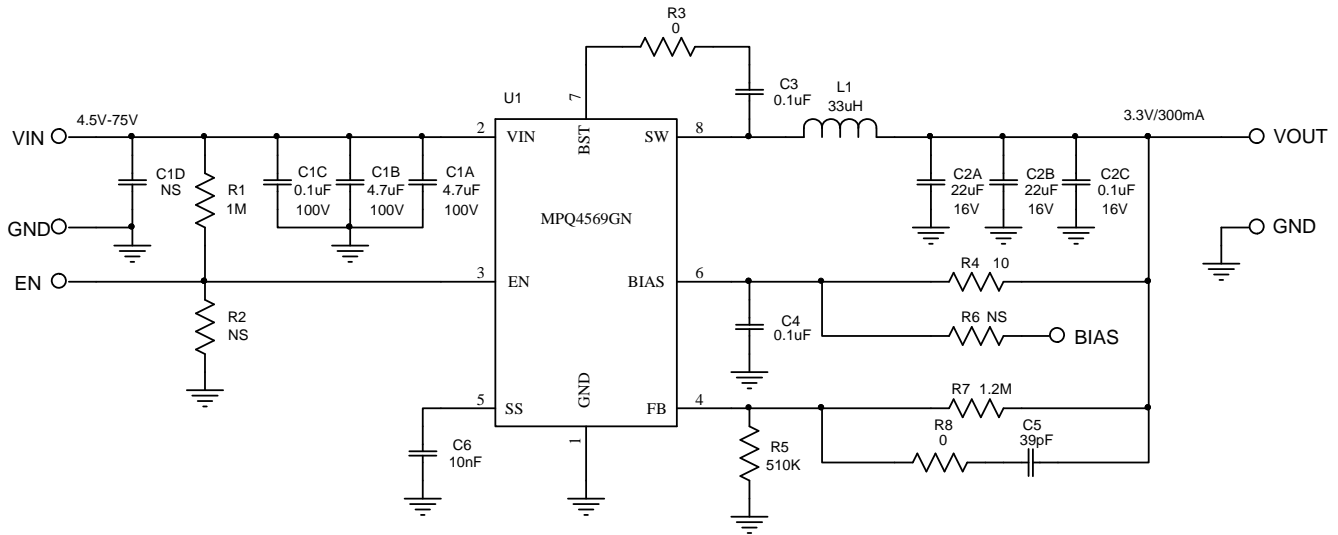 R3
0
C3
0.1uF
L1
33uH
U1
7
BST
VIN
4.5V-75V
2
VIN
SW
8
3.3V/300mA
VOUT
C1D
NS
R1
1M
C1C
0.1uF
100V
C1B
4.7uF
100V
C1A
4.7uF
100V
MPQ4569GN
C2A
22uF
16V
C2B
22uF
16V
C2C
0.1uF
16V
GND
GND
EN
3
EN
BIAS
6
R4 10
R2
NS
C4
0.1uF
R6 NS
BIAS
5
SS
GND
1
FB
4
R7 1.2M
C6
10nF
R5
510K
R8
0
C5
39pF